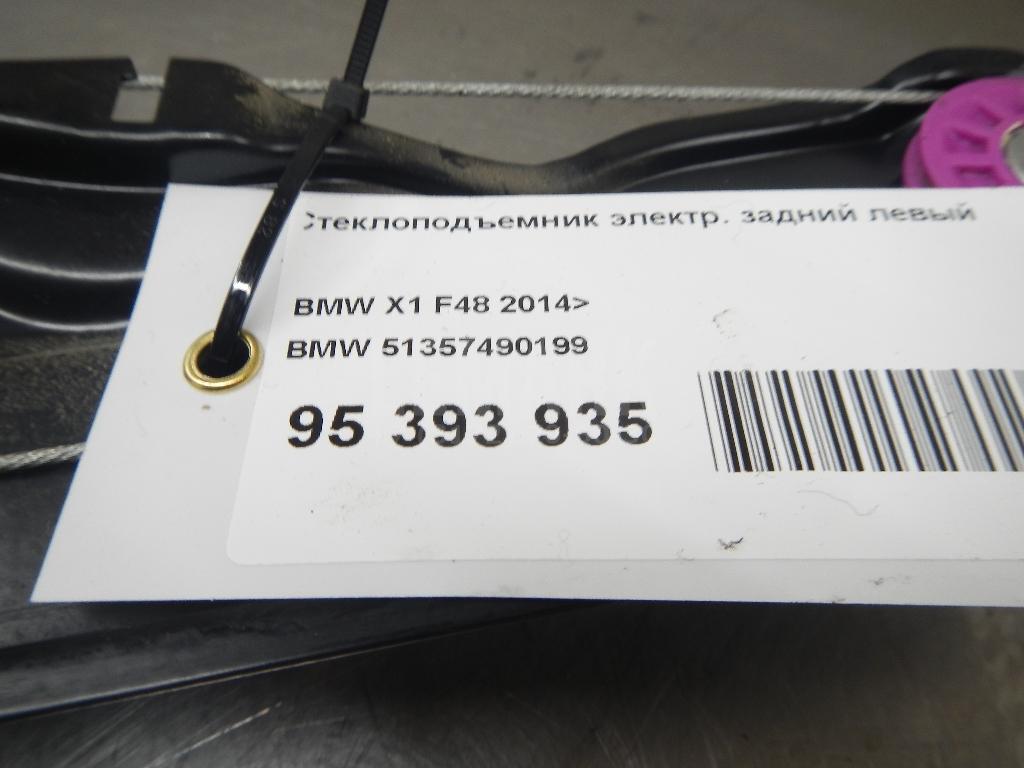 Стеклоподъемник электр. задний левый
BMW X1 F48 2014>
BMW 51357490199
95 393 935